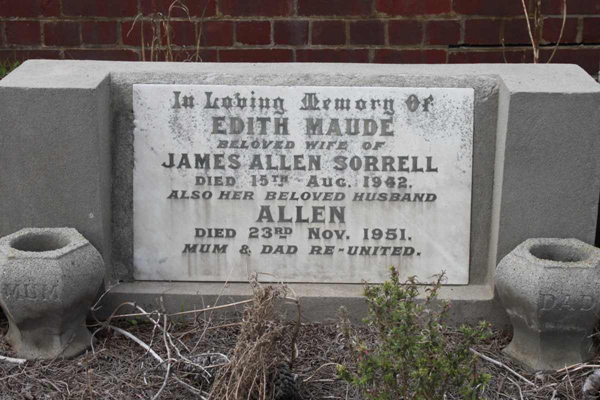 In Loving Memory Of
EDITH MAUDE
BELOVED WIFE OF
JAMES ALLEN SORRELL
DIED 15TH AUG. 1942.
ALSO HER BELOVED HUSBAND
ALLEN
DIED 23RD NOV. 1951.
MUM & DAD RE-UNITED.
MUM
DAD